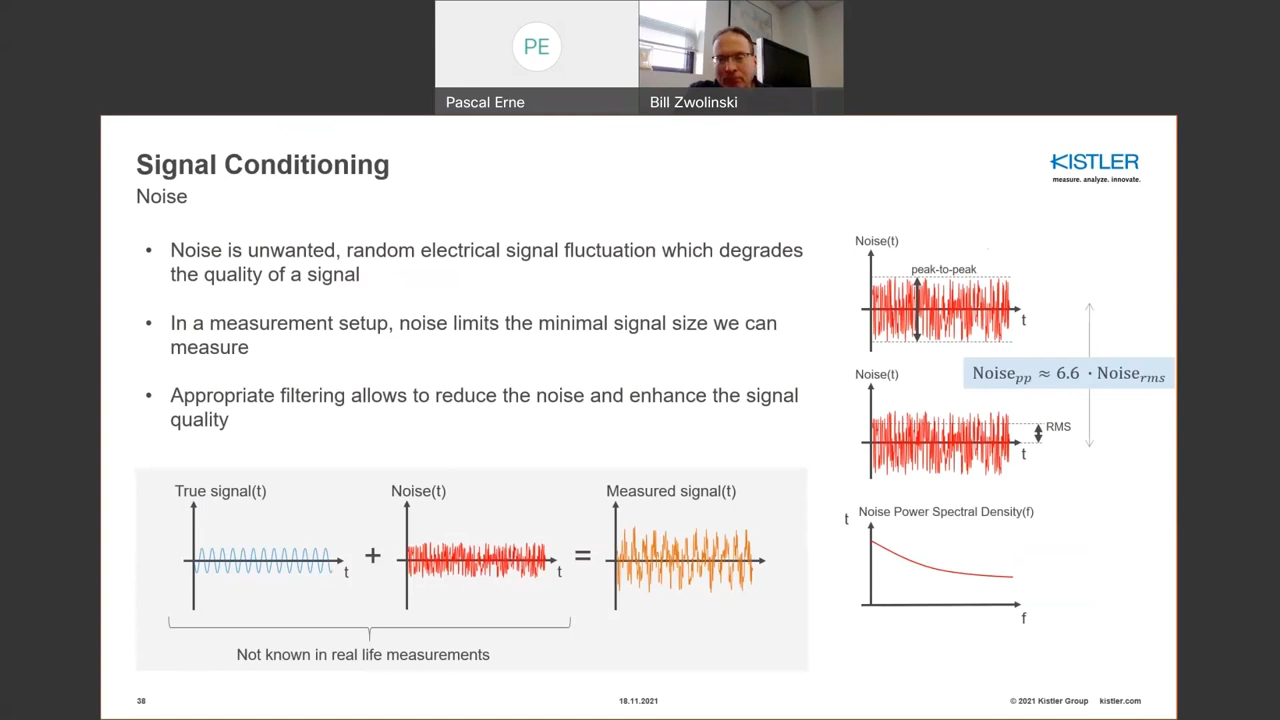 PE
Pascal Erne
Bill Zwolinski
Signal Conditioning
Noise
KISTLER
measure. analyze. innovate.
• Noise is unwanted, random electrical signal fluctuation which degrades
the quality of a signal
• In a measurement setup, noise limits the minimal signal size we can
measure
• Appropriate filtering allows to reduce the noise and enhance the signal
quality
Noise(t)
peak-to-peak
t
Noise_pp ≈ 6.6 · Noise_rms
Noise(t)
RMS
t
t
Noise Power Spectral Density(f)
f
True signal(t)
t
+
Noise(t)
t
=
Measured signal(t)
Not known in real life measurements
38
18.11.2021
© 2021 Kistler Group kistler.com